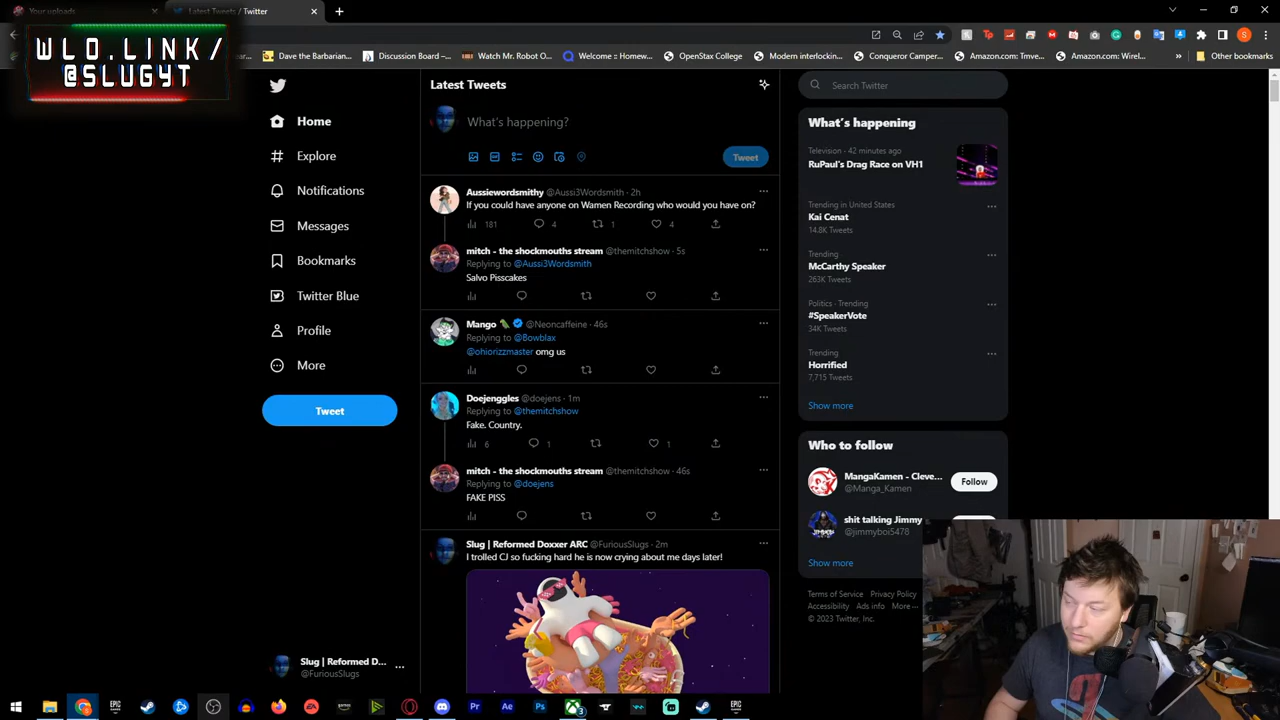 Your uploads
Latest Tweets / Twitter
WLO.LINK/
@SLUGYT
Dave the Barbarian...
Discussion Board –...
Watch Mr. Robot O...
Welcome :: Homew...
OpenStax College
Modern interlockin...
Conqueror Camper...
Amazon.com: Tmve...
Amazon.com: Wirel...
Other bookmarks
Home
Explore
Notifications
Messages
Bookmarks
Twitter Blue
Profile
More
Tweet
Slug | Reformed D...
@FuriousSlugs
Latest Tweets
What's happening?
Tweet
Aussiewordsmithy @Aussi3Wordsmith · 2h
If you could have anyone on Wamen Recording who would you have on?
181 4 1 4
mitch - the shockmouths stream @themitchshow · 5s
Replying to @Aussi3Wordsmith
Salvo Pisscakes
Mango @Neoncaffeine · 46s
Replying to @Bowblax
@ohiorizzmaster omg us
Doejenggles @doejens · 1m
Replying to @themitchshow
Fake. Country.
6 1 1
mitch - the shockmouths stream @themitchshow · 46s
Replying to @doejens
FAKE PISS
Slug | Reformed Doxxer ARC @FuriousSlugs · 2m
I trolled CJ so fucking hard he is now crying about me days later!
Search Twitter
What's happening
Television · 42 minutes ago
RuPaul's Drag Race on VH1
Trending in United States
Kai Cenat
14.8K Tweets
Trending
McCarthy Speaker
263K Tweets
Politics · Trending
#SpeakerVote
34K Tweets
Trending
Horrified
7,715 Tweets
Show more
Who to follow
MangaKamen - Cleve...
@Manga_Kamen
Follow
shit talking Jimmy
@jimmyboi5478
Show more
Terms of Service Privacy Policy
Accessibility Ads info More ...
© 2023 Twitter, Inc.